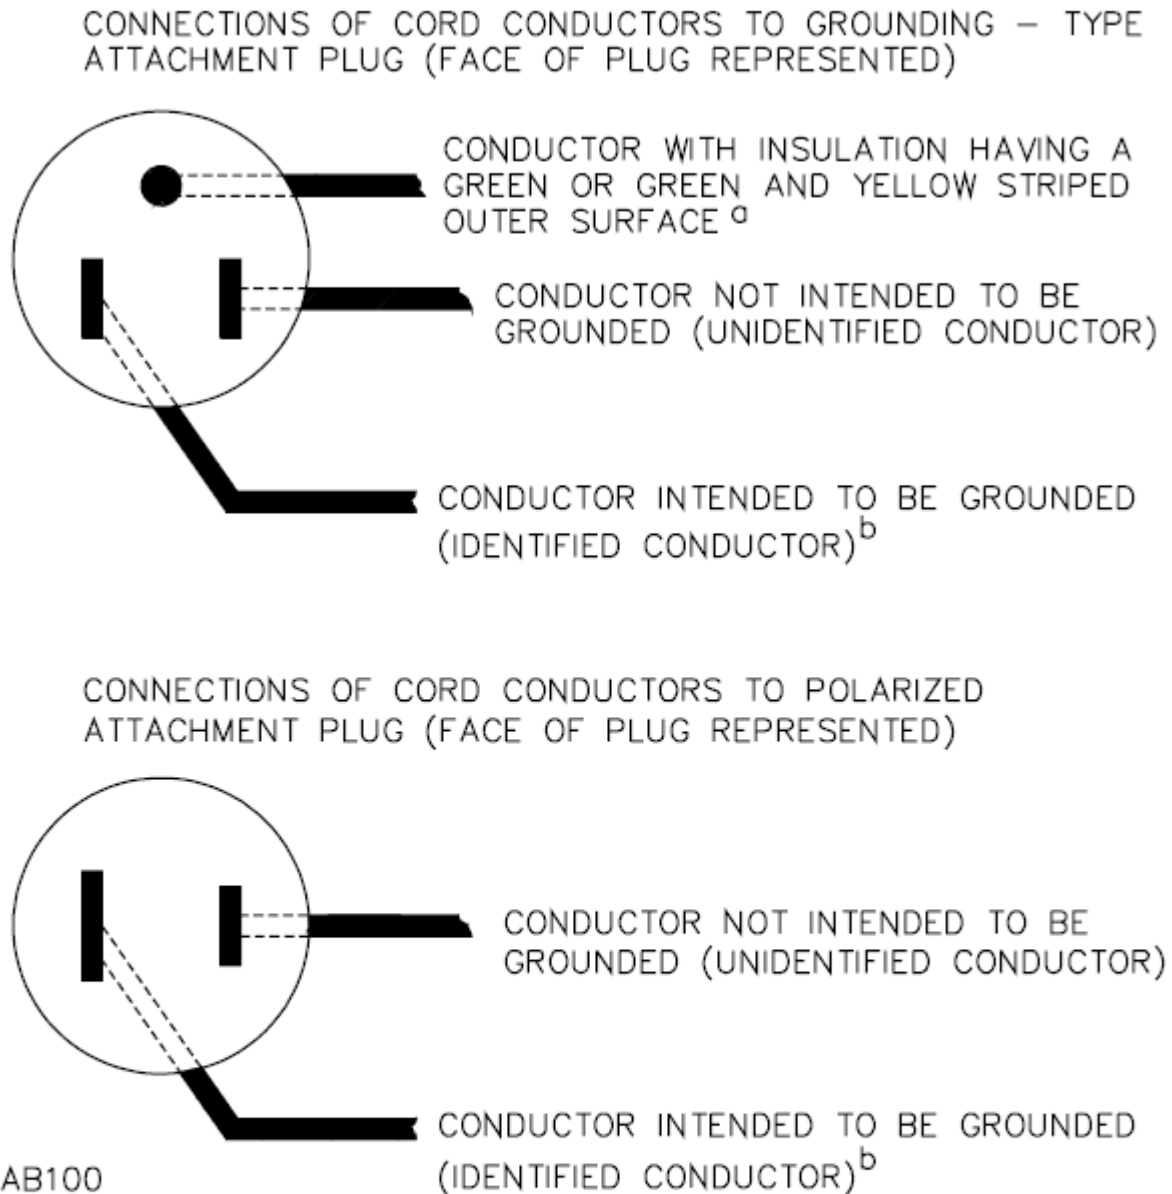 CONNECTIONS OF CORD CONDUCTORS TO GROUNDING – TYPE
ATTACHMENT PLUG (FACE OF PLUG REPRESENTED)
CONDUCTOR WITH INSULATION HAVING A
GREEN OR GREEN AND YELLOW STRIPED
OUTER SURFACE a
CONDUCTOR NOT INTENDED TO BE
GROUNDED (UNIDENTIFIED CONDUCTOR)
CONDUCTOR INTENDED TO BE GROUNDED
(IDENTIFIED CONDUCTOR)b
CONNECTIONS OF CORD CONDUCTORS TO POLARIZED
ATTACHMENT PLUG (FACE OF PLUG REPRESENTED)
CONDUCTOR NOT INTENDED TO BE
GROUNDED (UNIDENTIFIED CONDUCTOR)
CONDUCTOR INTENDED TO BE GROUNDED
(IDENTIFIED CONDUCTOR)b
AB100